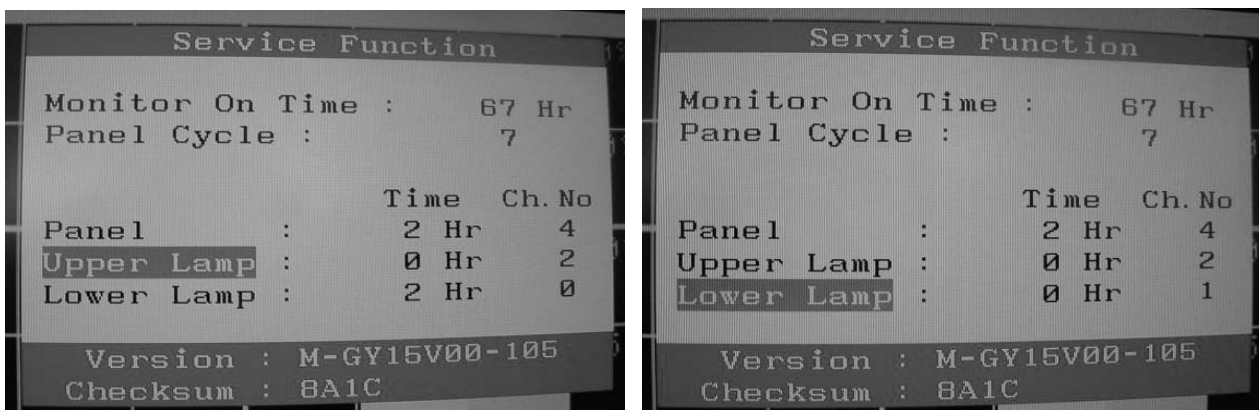 Service Function
Monitor On Time : 67 Hr
Panel Cycle : 7
Time Ch. No
Panel : 2 Hr 4
Upper Lamp : 0 Hr 2
Lower Lamp : 2 Hr 0
Version : M-GY15V00-105
Checksum : 8A1C
Service Function
Monitor On Time : 67 Hr
Panel Cycle : 7
Time Ch. No
Panel : 2 Hr 4
Upper Lamp : 0 Hr 2
Lower Lamp : 0 Hr 1
Version : M-GY15V00-105
Checksum : 8A1C